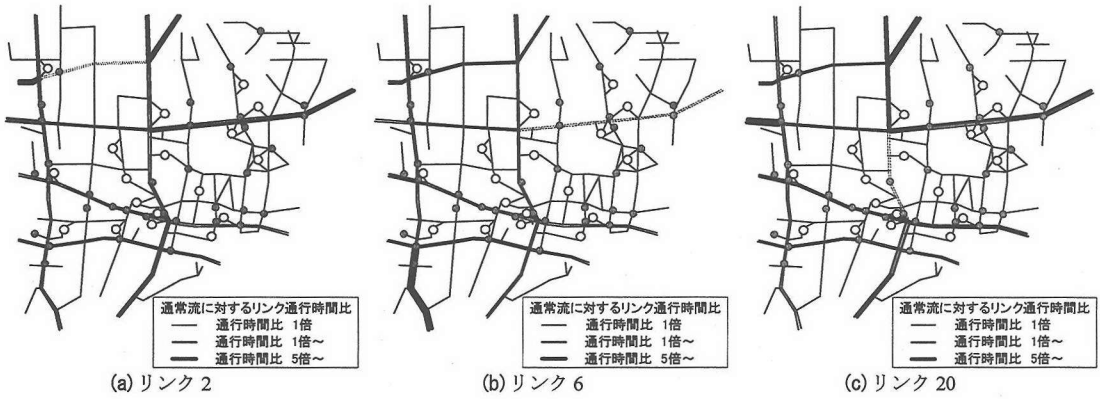 通常流に対するリンク通行時間比
通行時間比 1倍
通行時間比 1倍~
通行時間比 5倍~
(a) リンク 2
通常流に対するリンク通行時間比
通行時間比 1倍
通行時間比 1倍~
通行時間比 5倍~
(b) リンク 6
通常流に対するリンク通行時間比
通行時間比 1倍
通行時間比 1倍~
通行時間比 5倍~
(c) リンク 20